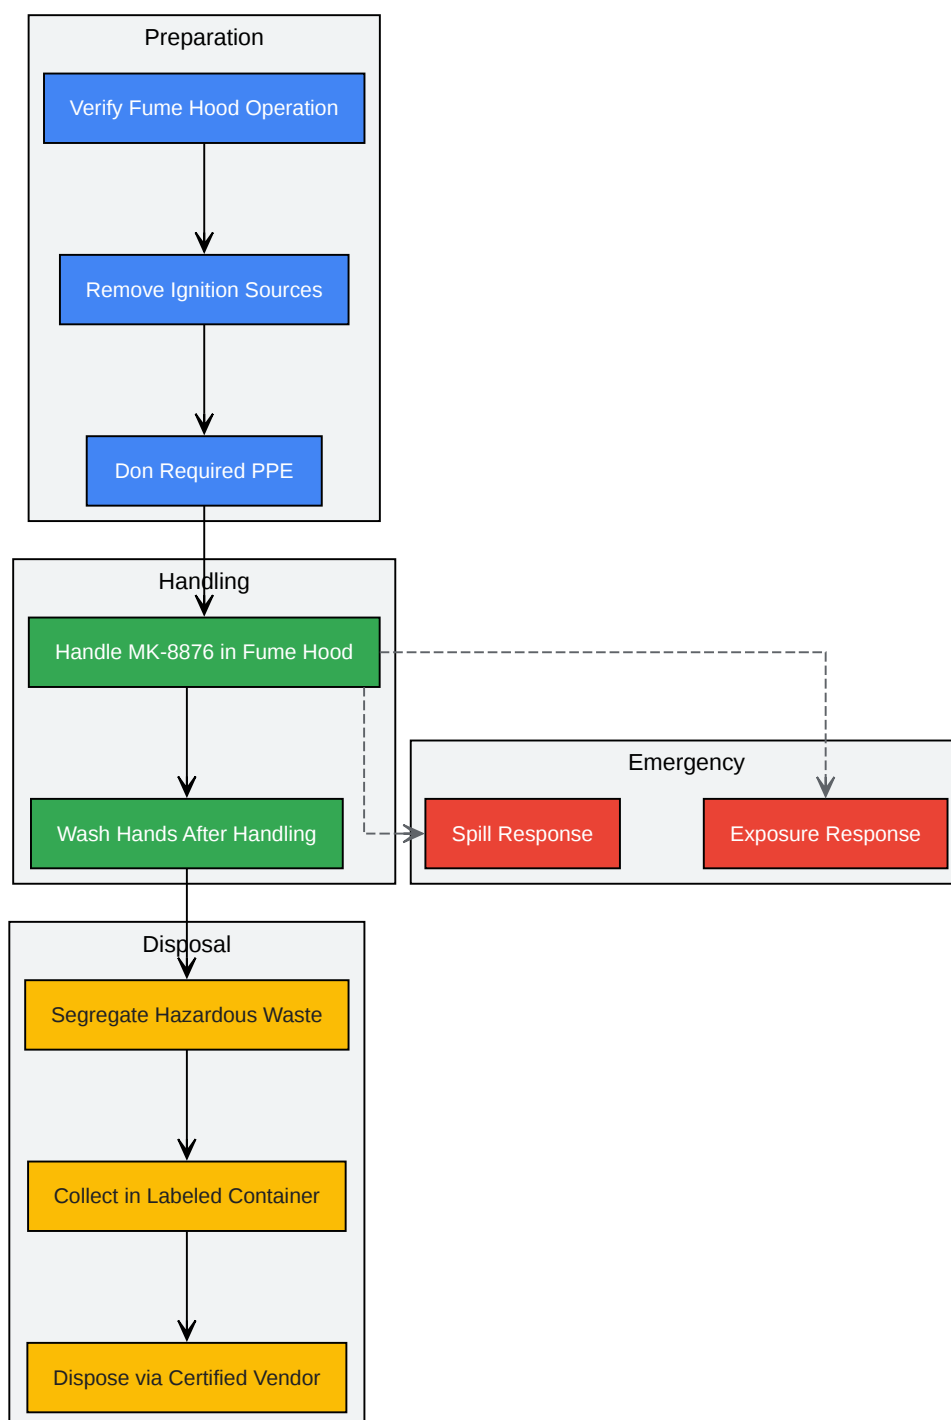 Preparation
Verify Fume Hood Operation
Remove Ignition Sources
Don Required PPE
Handling
Handle MK-8876 in Fume Hood
Wash Hands After Handling
Emergency
Spill Response
Exposure Response
Disposal
Segregate Hazardous Waste
Collect in Labeled Container
Dispose via Certified Vendor